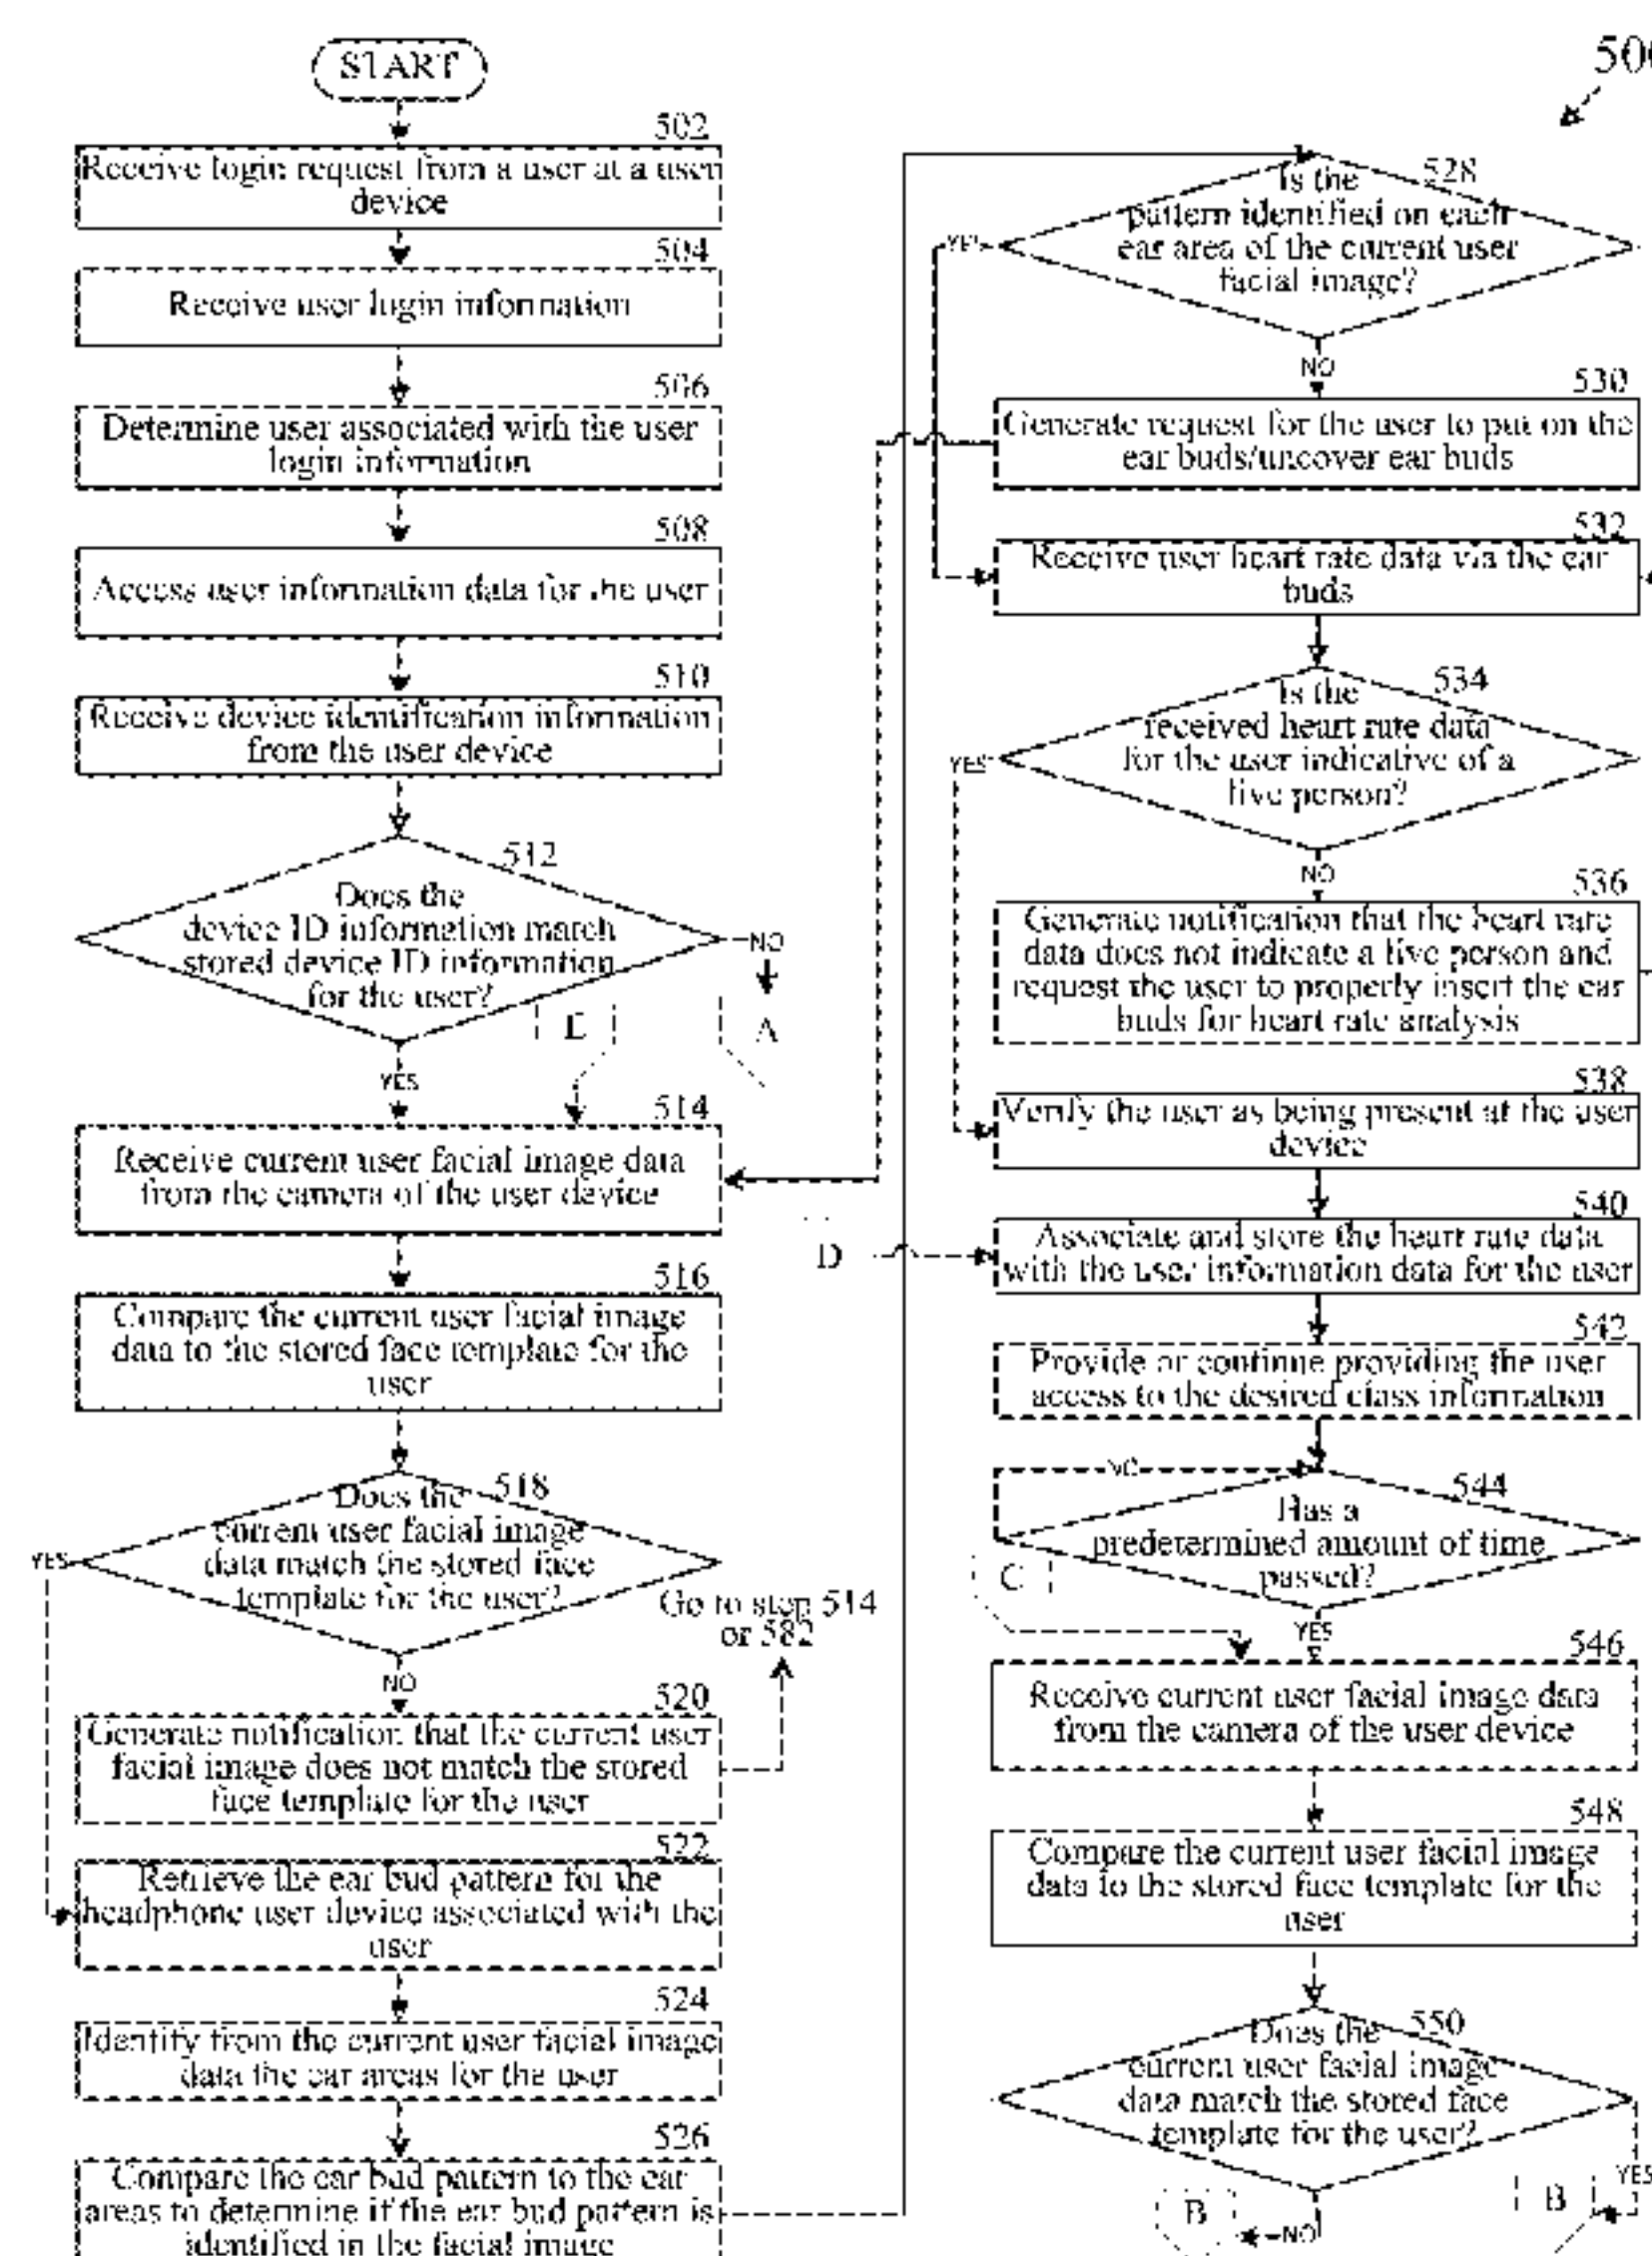 START
502
Receive login request from a user at a user
device
504
Receive user login information
506
Determine user associated with the user
login information
508
Access user information data for the user
510
Receive device identification information
from the user device
512
Does the
device ID information match
stored device ID information
for the user?
NO
A
E
YES
514
Receive current user facial image data
from the camera of the user device
516
Compare the current user facial image
data to the stored face template for the
user
518
Does the
current user facial image
data match the stored face
template for the user?
YES
NO
Go to step 514
or 582
520
Generate notification that the current user
facial image does not match the stored
face template for the user
522
Retrieve the ear bud pattern for the
headphone user device associated with the
user
524
Identify from the current user facial image
data the ear areas for the user
526
Compare the ear bud pattern to the ear
areas to determine if the ear bud pattern is
identified in the facial image
500
528
Is the
pattern identified on each
ear area of the current user
facial image?
YES
NO
530
Generate request for the user to put on the
ear buds/uncover ear buds
532
Receive user heart rate data via the ear
buds
534
Is the
received heart rate data
for the user indicative of a
live person?
YES
NO
536
Generate notification that the heart rate
data does not indicate a live person and
request the user to properly insert the ear
buds for heart rate analysis
538
Verify the user as being present at the user
device
D
540
Associate and store the heart rate data
with the user information data for the user
542
Provide or continue providing the user
access to the desired class information
NO
544
Has a
predetermined amount of time
passed?
C
YES
546
Receive current user facial image data
from the camera of the user device
548
Compare the current user facial image
data to the stored face template for the
user
550
Does the
current user facial image
data match the stored face
template for the user?
YES
B
B
NO